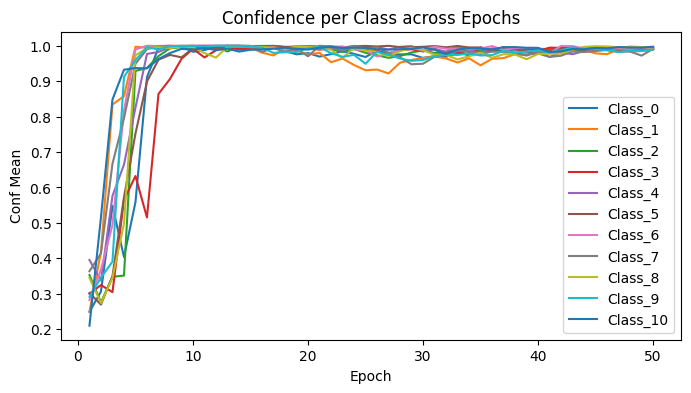 Confidence per Class across Epochs
Conf Mean
1.0
0.9
0.8
0.7
0.6
0.5
0.4
0.3
0.2
Class_0
Class_1
Class_2
Class_3
Class_4
Class_5
Class_6
Class_7
Class_8
Class_9
Class_10
0 10 20 30 40 50
Epoch